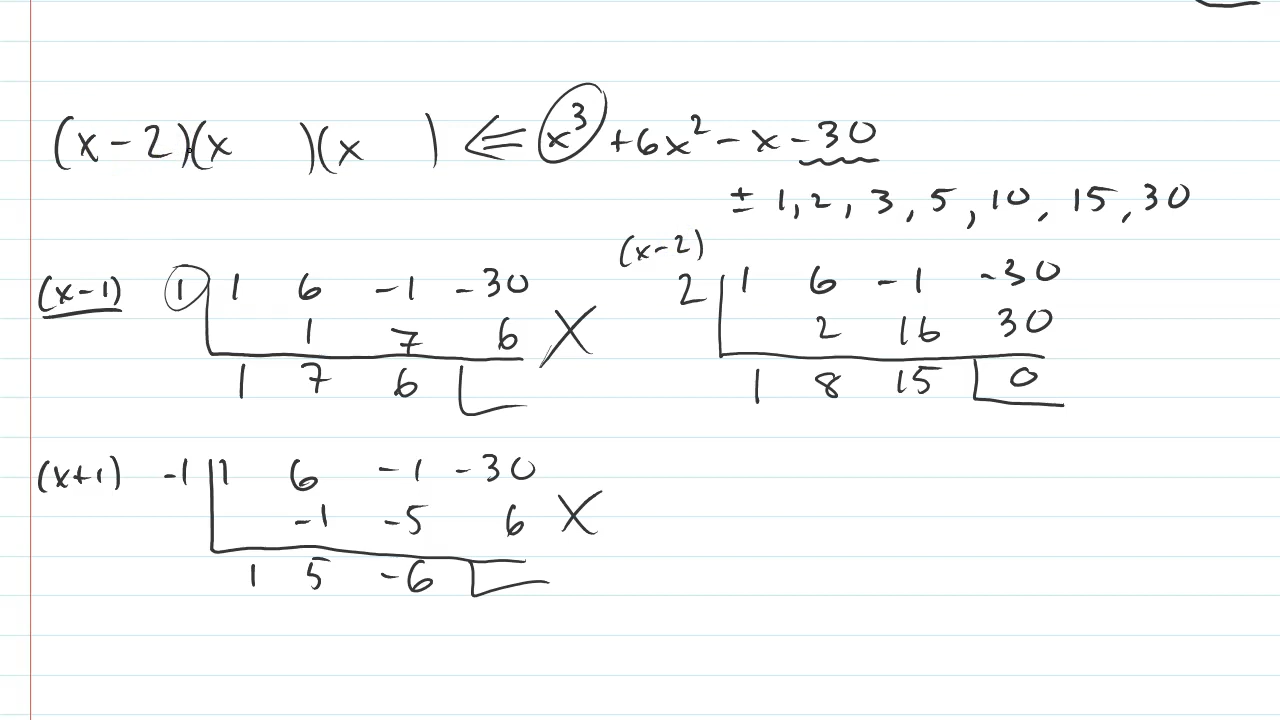 (x-2)(x )(x ) ⇐ x³ + 6x² - x - 30
± 1, 2, 3, 5, 10, 15, 30
(x-1) 1 | 1 6 -1 -30
1 7 6 X
1 7 6
(x-2)
2 | 1 6 -1 -30
2 16 30
1 8 15 0
(x+1) -1 | 1 6 -1 -30
-1 -5 6 X
1 5 -6